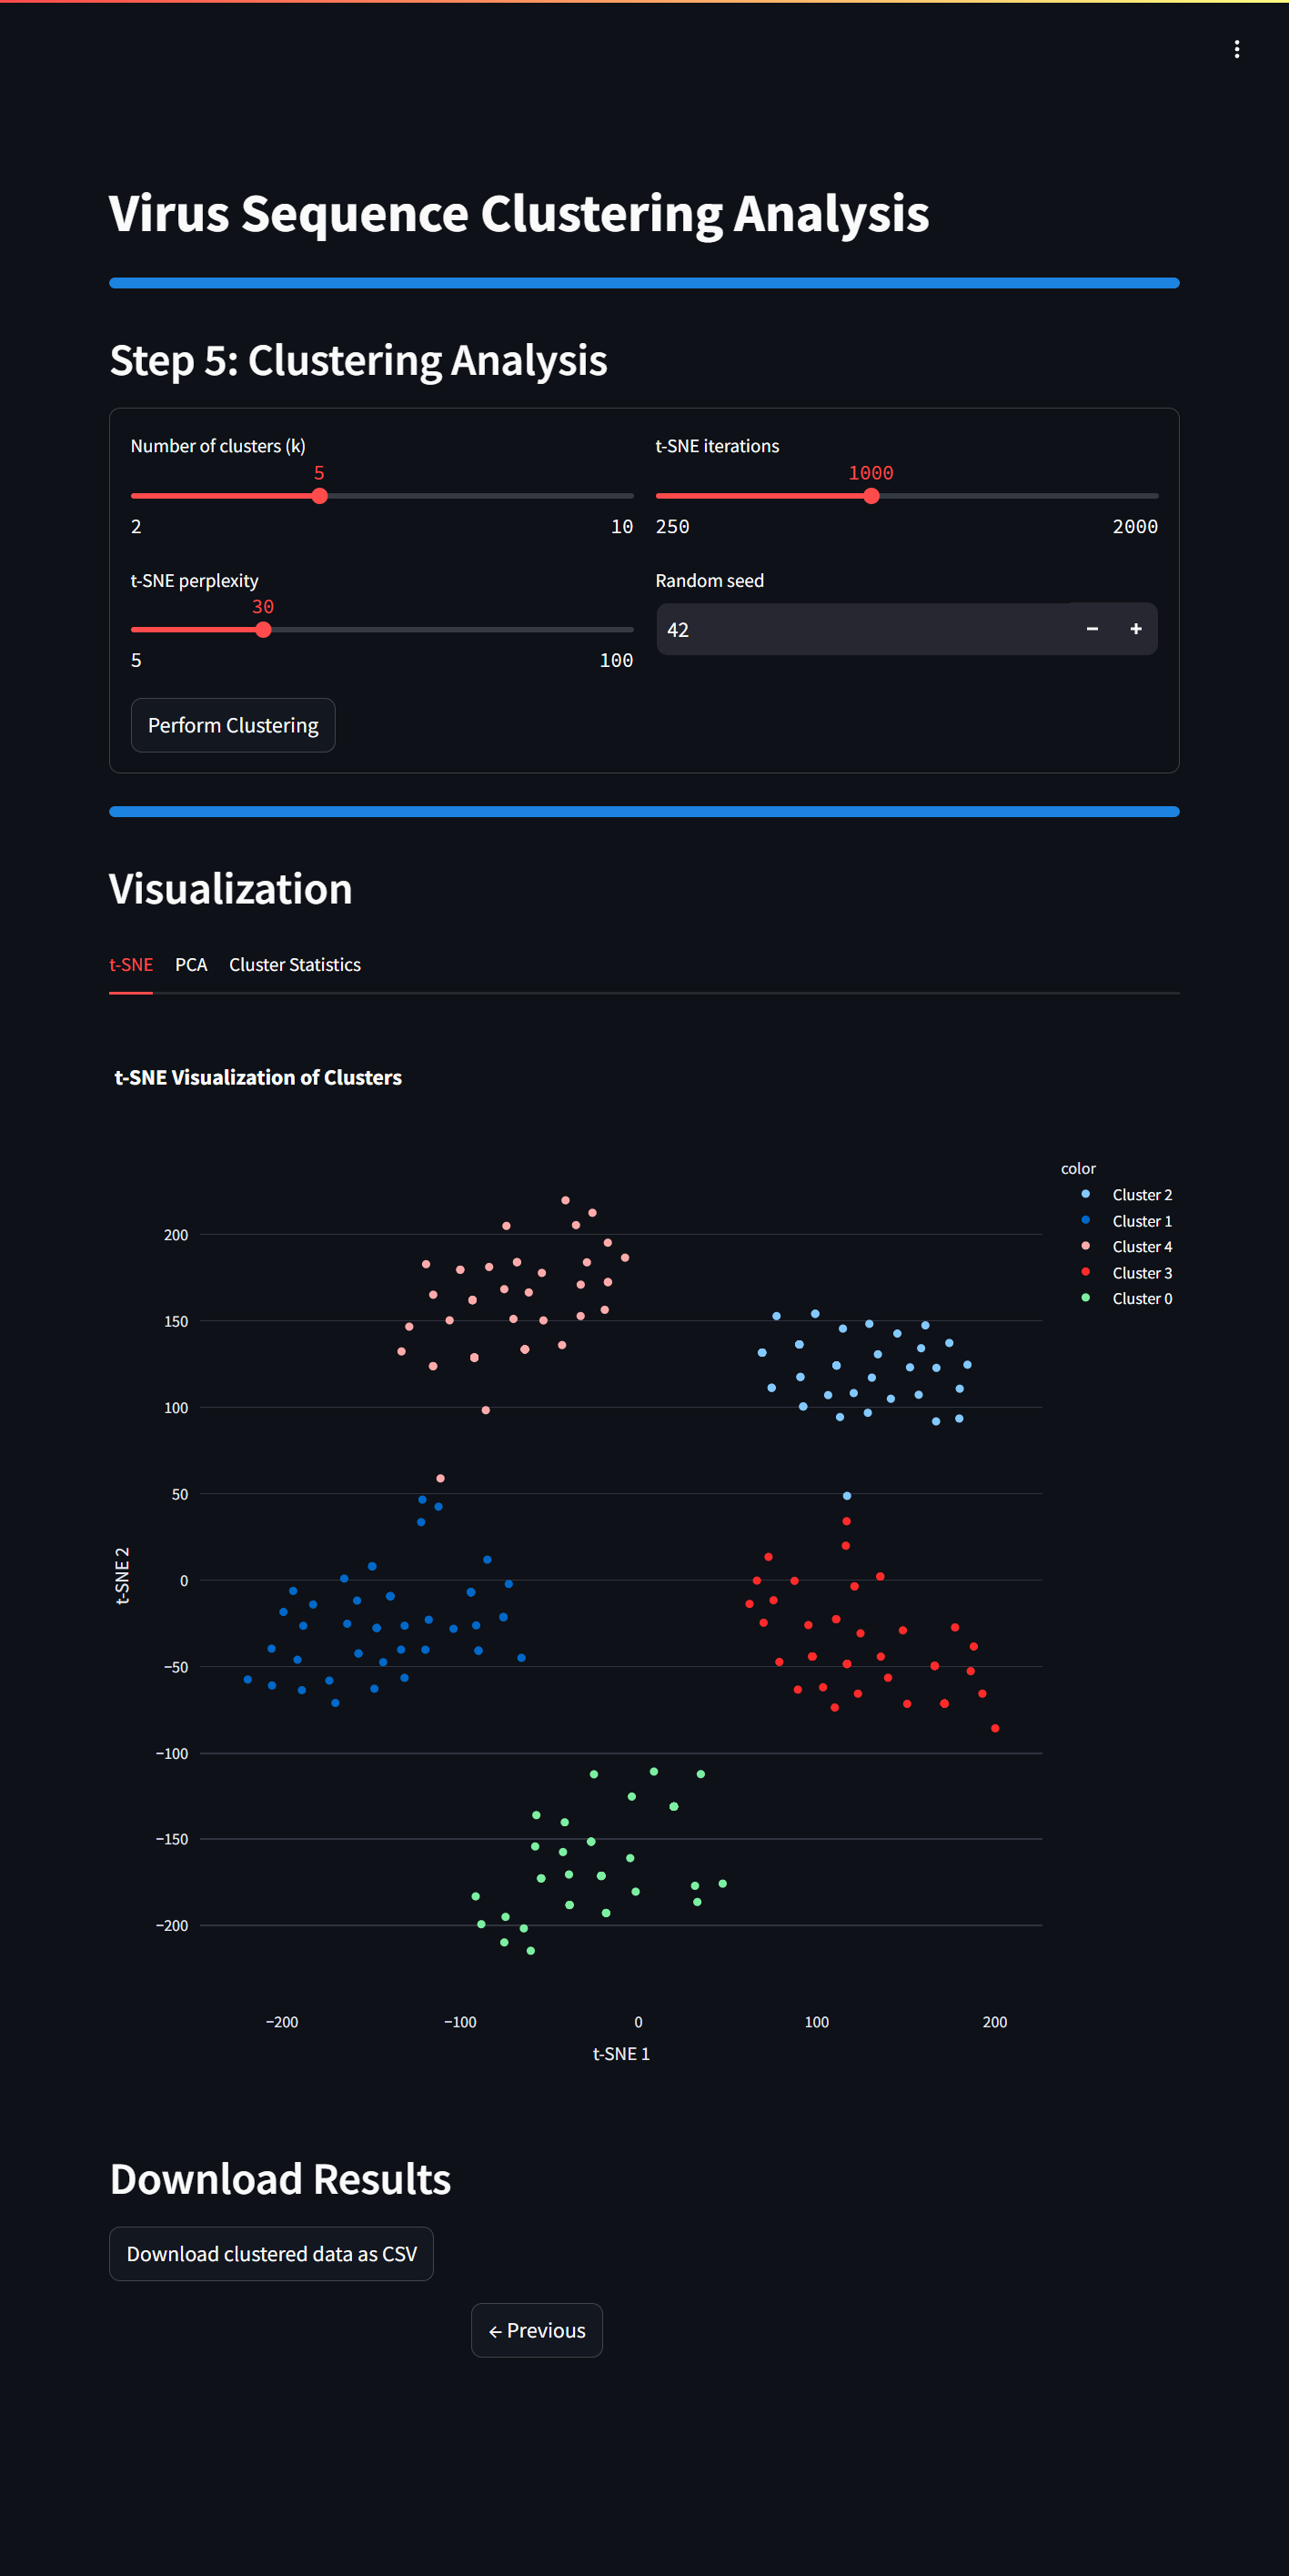 Virus Sequence Clustering Analysis
Step 5: Clustering Analysis
Number of clusters (k)
5
2 10
t-SNE iterations
1000
250 2000
t-SNE perplexity
30
5 100
Random seed
42 − +
Perform Clustering
Visualization
t-SNE PCA Cluster Statistics
t-SNE Visualization of Clusters
color
Cluster 2
Cluster 1
Cluster 4
Cluster 3
Cluster 0
200
150
100
50
0
−50
−100
−150
−200
t-SNE 2
−200 −100 0 100 200
t-SNE 1
Download Results
Download clustered data as CSV
← Previous